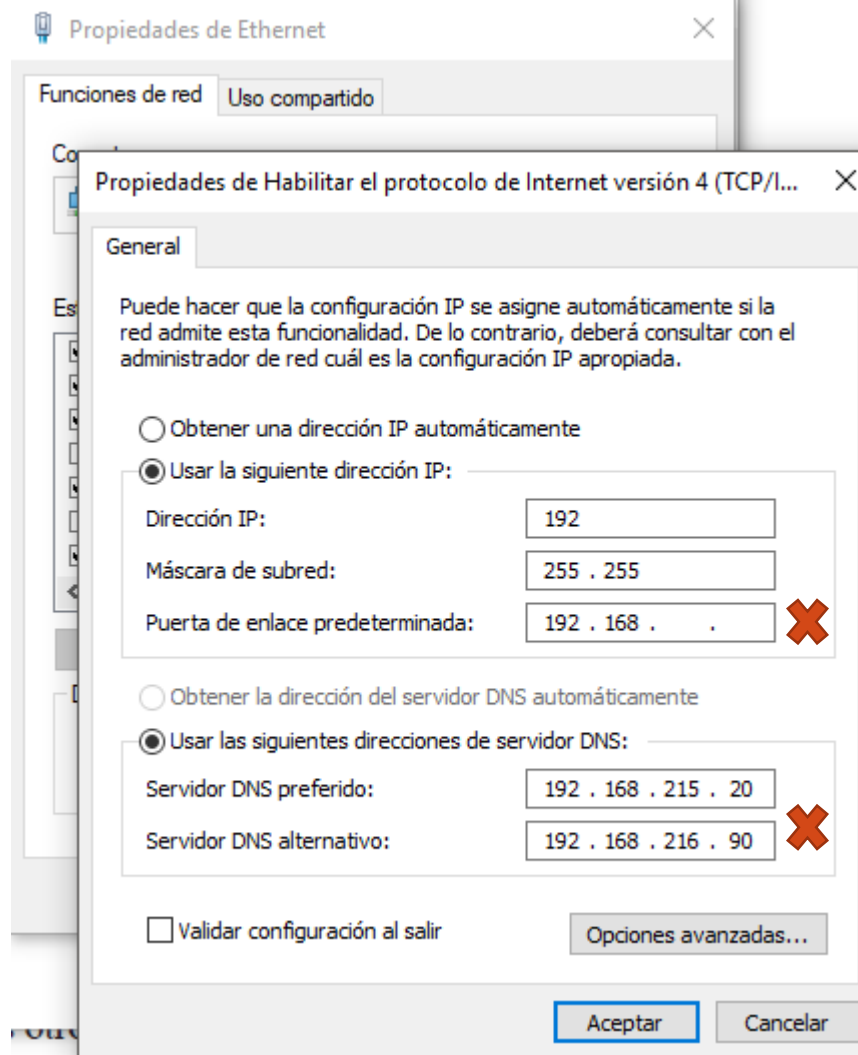 Propiedades de Ethernet
Funciones de red
Uso compartido
Propiedades de Habilitar el protocolo de Internet versión 4 (TCP/I...
General
Puede hacer que la configuración IP se asigne automáticamente si la
red admite esta funcionalidad. De lo contrario, deberá consultar con el
administrador de red cuál es la configuración IP apropiada.
Obtener una dirección IP automáticamente
Usar la siguiente dirección IP:
Dirección IP: 192
Máscara de subred: 255 . 255
Puerta de enlace predeterminada: 192 . 168 . .
Obtener la dirección del servidor DNS automáticamente
Usar las siguientes direcciones de servidor DNS:
Servidor DNS preferido: 192 . 168 . 215 . 20
Servidor DNS alternativo: 192 . 168 . 216 . 90
Validar configuración al salir
Opciones avanzadas...
Aceptar
Cancelar